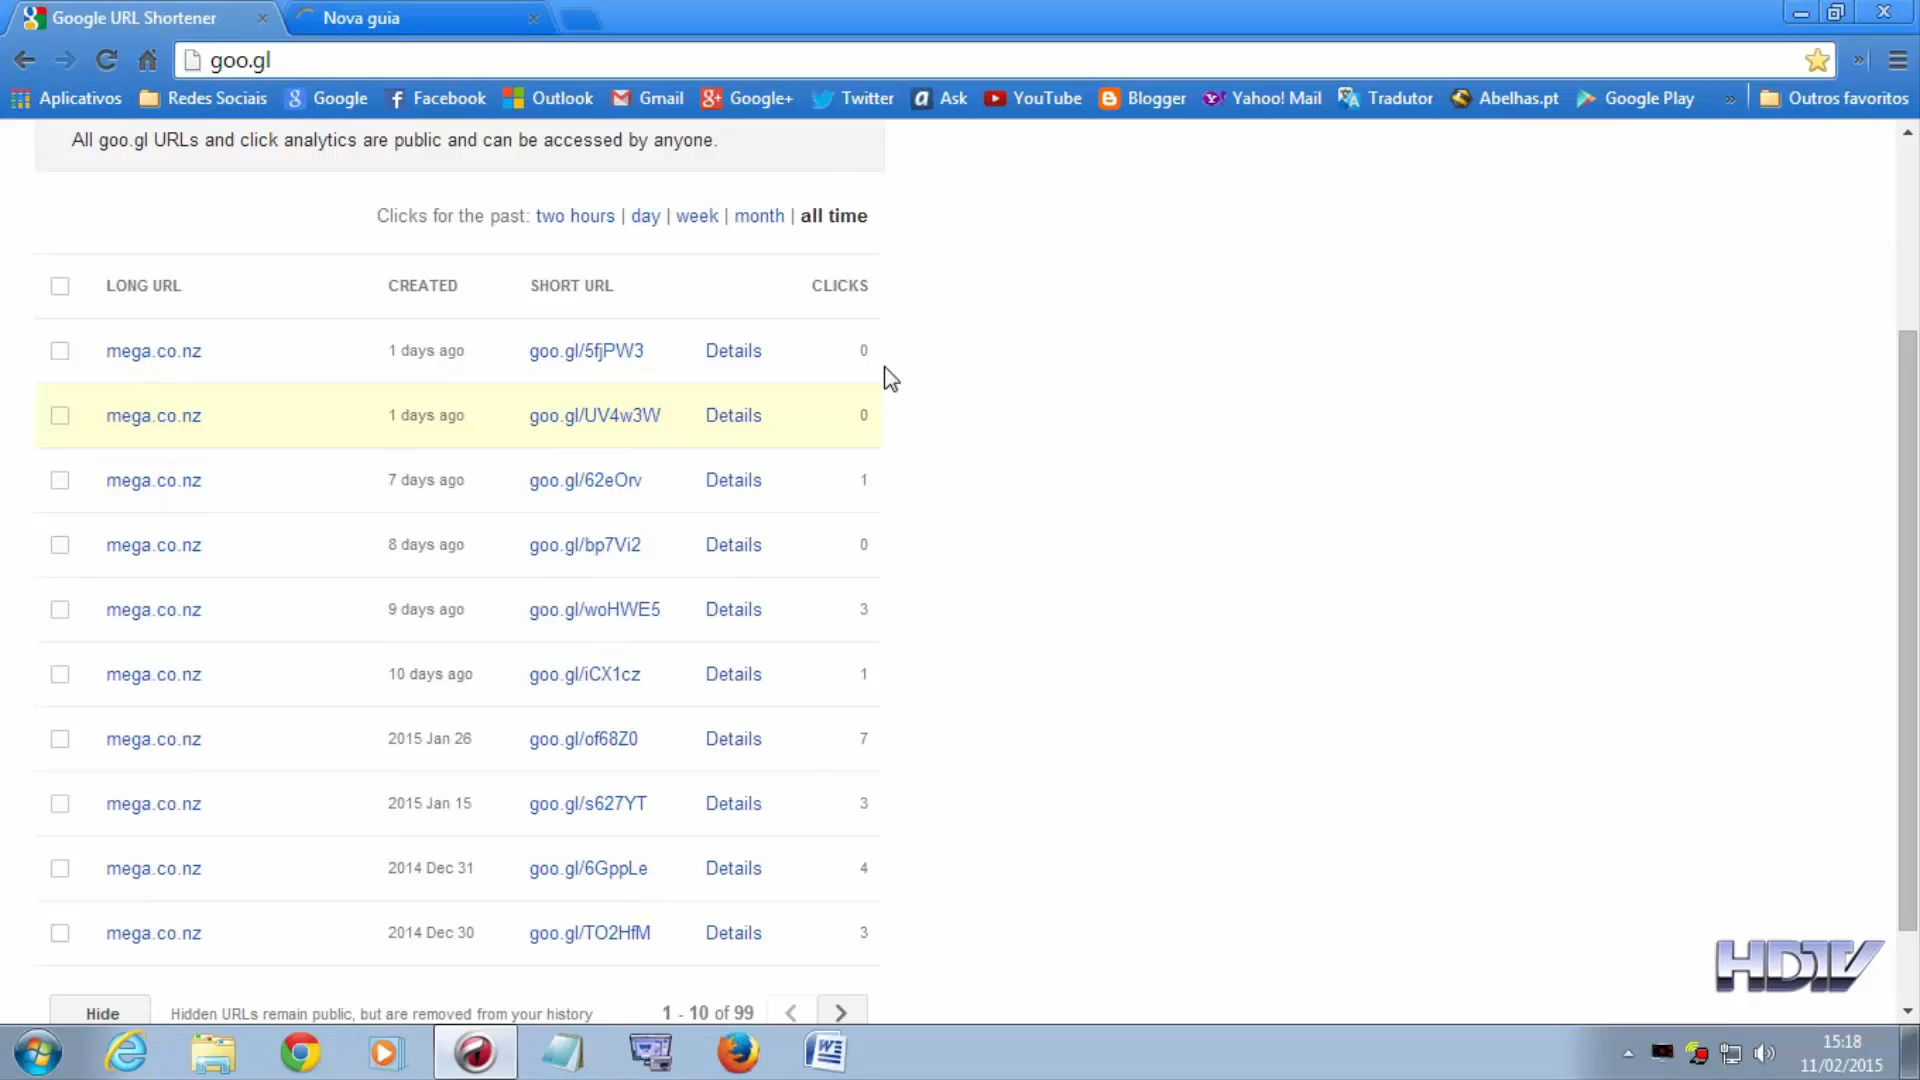 Google URL Shortener
Nova guia
goo.gl
Aplicativos Redes Sociais Google Facebook Outlook Gmail Google+ Twitter Ask YouTube Blogger Yahoo! Mail Tradutor Abelhas.pt Google Play » Outros favoritos
All goo.gl URLs and click analytics are public and can be accessed by anyone.
Clicks for the past: two hours | day | week | month | all time
LONG URL CREATED SHORT URL CLICKS
mega.co.nz 1 days ago goo.gl/5fjPW3 Details 0
mega.co.nz 1 days ago goo.gl/UV4w3W Details 0
mega.co.nz 7 days ago goo.gl/62eOrv Details 1
mega.co.nz 8 days ago goo.gl/bp7Vi2 Details 0
mega.co.nz 9 days ago goo.gl/woHWE5 Details 3
mega.co.nz 10 days ago goo.gl/iCX1cz Details 1
mega.co.nz 2015 Jan 26 goo.gl/of68Z0 Details 7
mega.co.nz 2015 Jan 15 goo.gl/s627YT Details 3
mega.co.nz 2014 Dec 31 goo.gl/6GppLe Details 4
mega.co.nz 2014 Dec 30 goo.gl/TO2HfM Details 3
HDTV
Hide Hidden URLs remain public, but are removed from your history 1 - 10 of 99
15:18
11/02/2015